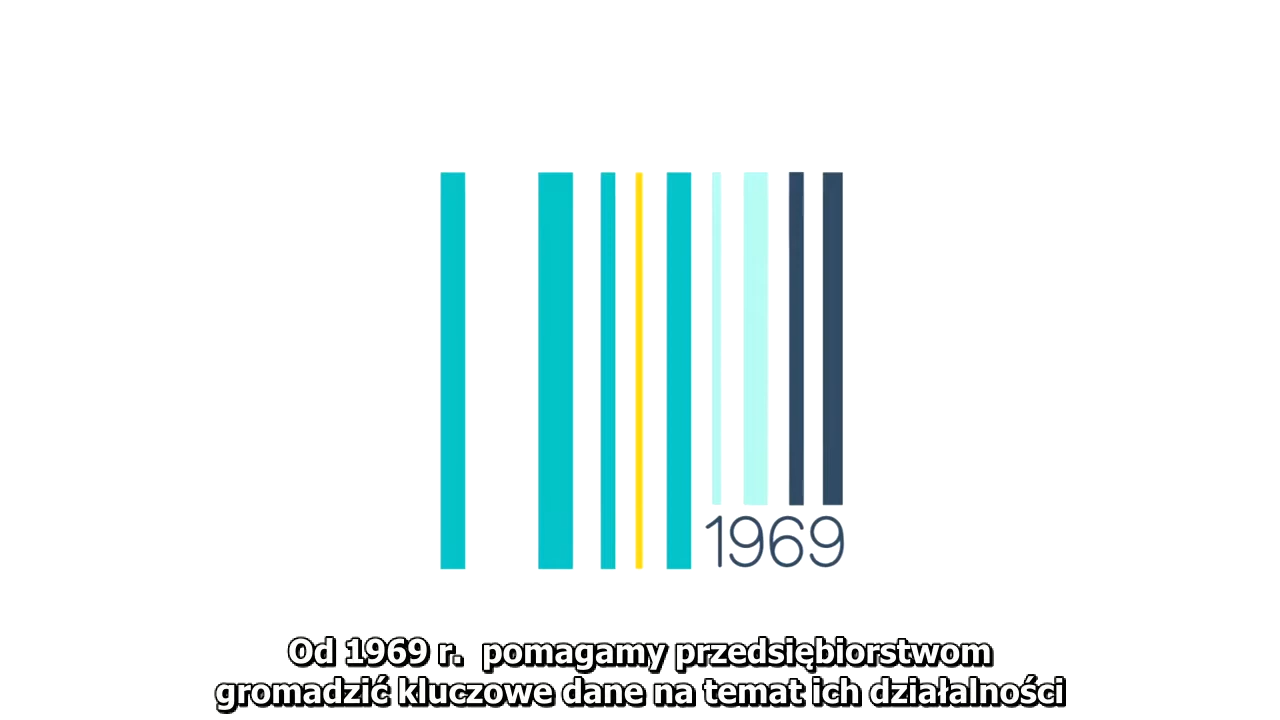 1969
Od 1969 r.  pomagamy przedsiębiorstwom
gromadzić kluczowe dane na temat ich działalności